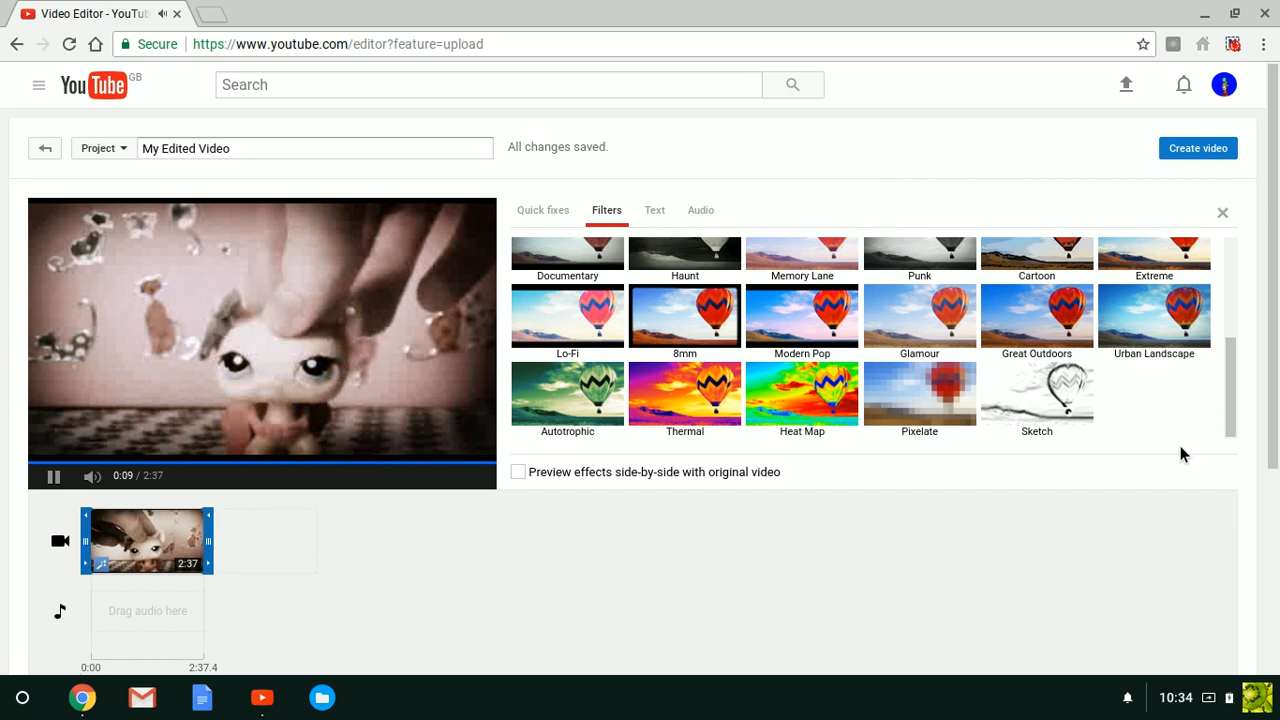 Video Editor - YouTub
Secure https://www.youtube.com/editor?feature=upload
YouTube GB
Search
Project My Edited Video All changes saved. Create video
Quick fixes Filters Text Audio
Documentary Haunt Memory Lane Punk Cartoon Extreme
Lo-Fi 8mm Modern Pop Glamour Great Outdoors Urban Landscape
Autotrophic Thermal Heat Map Pixelate Sketch
Preview effects side-by-side with original video
0:09 / 2:37
2:37
Drag audio here
0:00 2:37.4
10:34